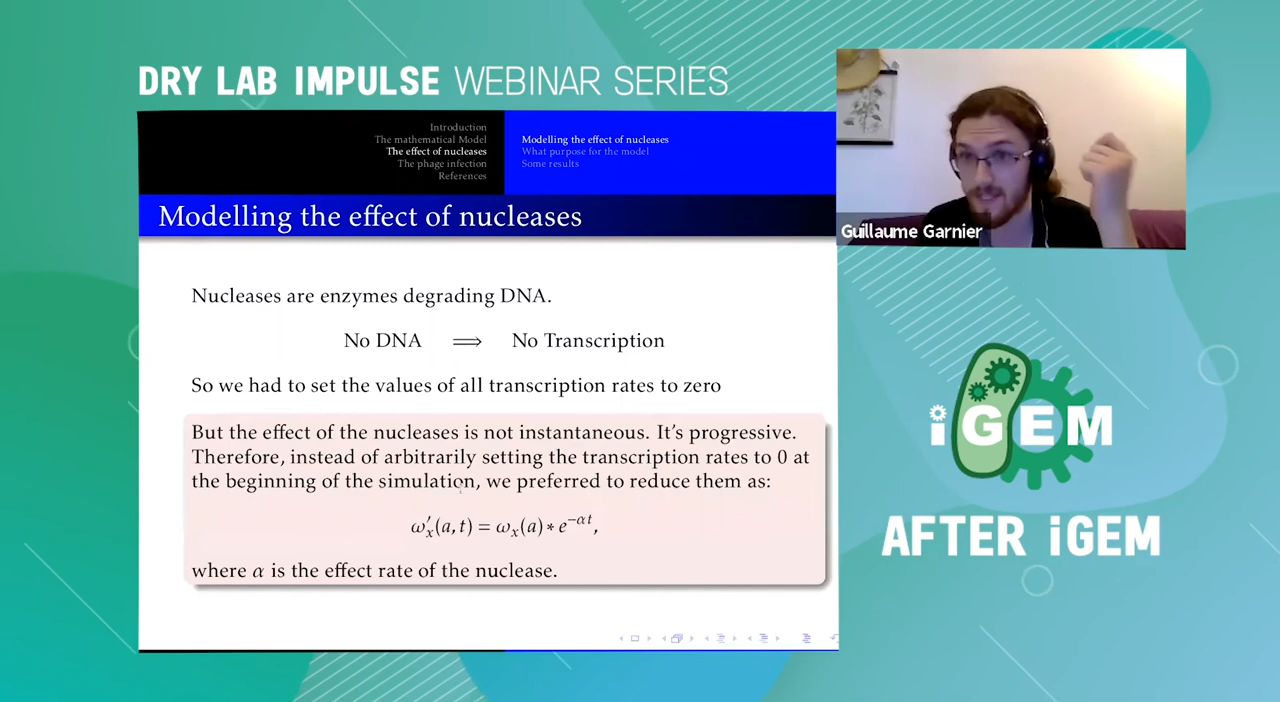 DRY LAB IMPULSE WEBINAR SERIES
Introduction
The mathematical Model
The effect of nucleases
The phage infection
References
Modelling the effect of nucleases
What purpose for the model
Some results
Modelling the effect of nucleases
Nucleases are enzymes degrading DNA.
No DNA ⟹ No Transcription
So we had to set the values of all transcription rates to zero
But the effect of the nucleases is not instantaneous. It's progressive.
Therefore, instead of arbitrarily setting the transcription rates to 0 at
the beginning of the simulation, we preferred to reduce them as:
ω′ₓ(a, t) = ωₓ(a) ∗ e^{−αt},
where α is the effect rate of the nuclease.
Guillaume Garnier
iGEM
AFTER iGEM